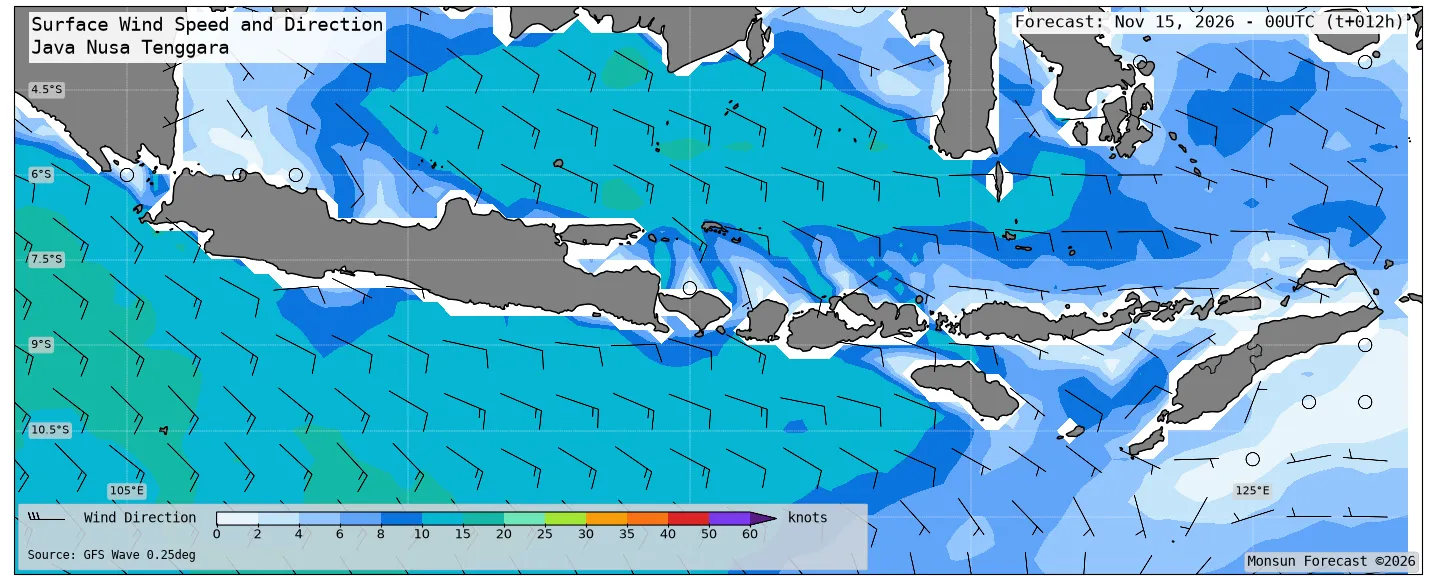 Surface Wind Speed and Direction
Java Nusa Tenggara
Forecast: Nov 15, 2026 - 00UTC (t+012h)
4.5°S
6°S
7.5°S
9°S
10.5°S
105°E
125°E
Wind Direction
0 2 4 6 8 10 15 20 25 30 35 40 50 60
knots
Source: GFS Wave 0.25deg
Monsun Forecast ©2026